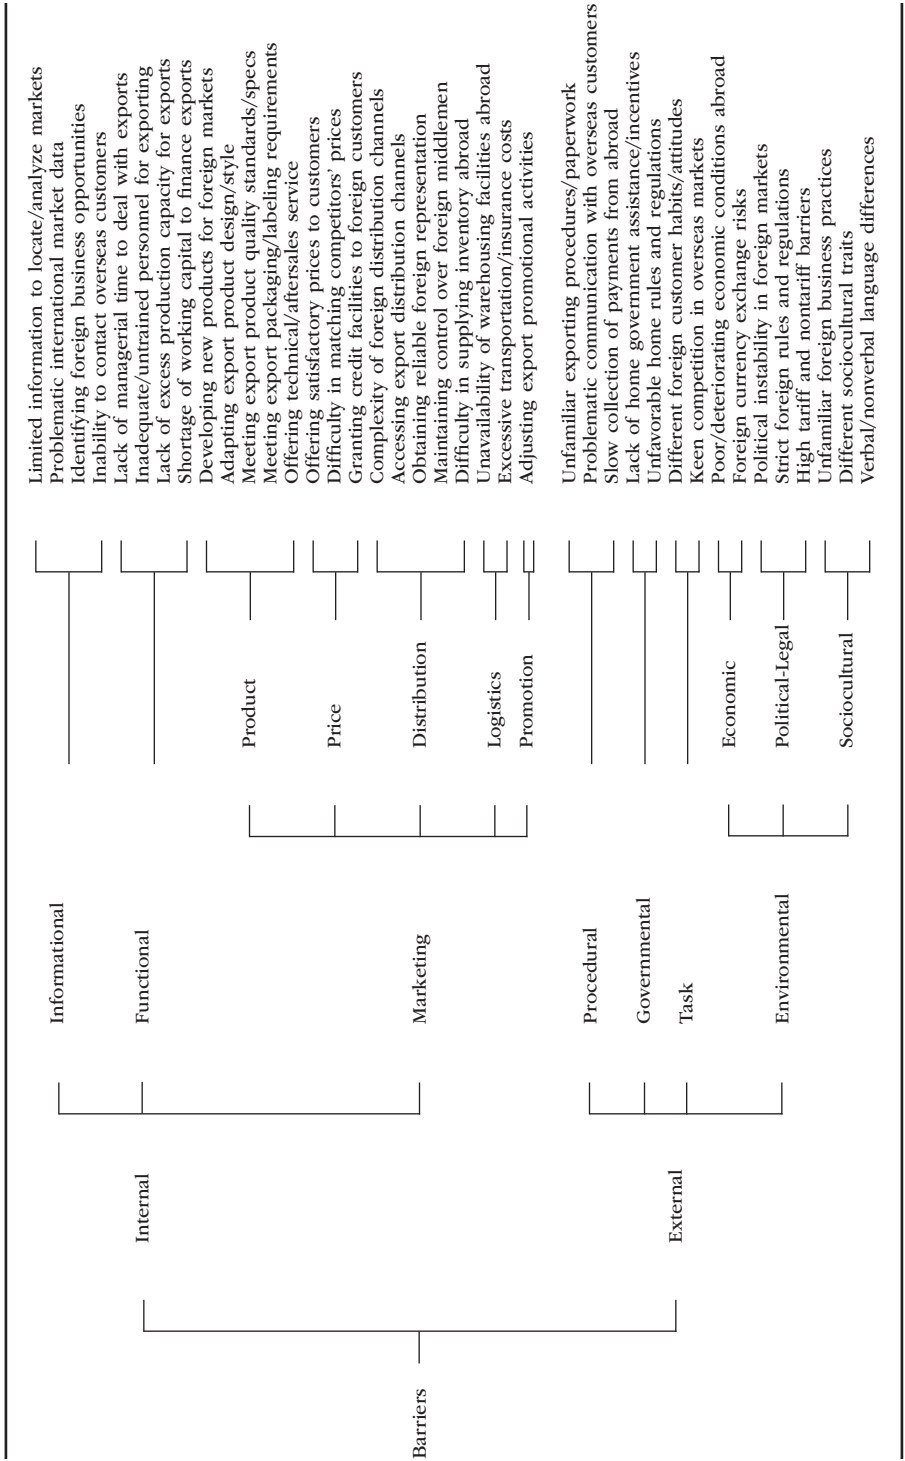 Barriers
Internal
External
Informational
Functional
Marketing
Procedural
Governmental
Task
Environmental
Product
Price
Distribution
Logistics
Promotion
Economic
Political-Legal
Sociocultural
Limited information to locate/analyze markets
Problematic international market data
Identifying foreign business opportunities
Inability to contact overseas customers
Lack of managerial time to deal with exports
Inadequate/untrained personnel for exporting
Lack of excess production capacity for exports
Shortage of working capital to finance exports
Developing new products for foreign markets
Adapting export product design/style
Meeting export product quality standards/specs
Meeting export packaging/labeling requirements
Offering technical/aftersales service
Offering satisfactory prices to customers
Difficulty in matching competitors' prices
Granting credit facilities to foreign customers
Complexity of foreign distribution channels
Accessing export distribution channels
Obtaining reliable foreign representation
Maintaining control over foreign middlemen
Difficulty in supplying inventory abroad
Unavailability of warehousing facilities abroad
Excessive transportation/insurance costs
Adjusting export promotional activities
Unfamiliar exporting procedures/paperwork
Problematic communication with overseas customers
Slow collection of payments from abroad
Lack of home government assistance/incentives
Unfavorable home rules and regulations
Different foreign customer habits/attitudes
Keen competition in overseas markets
Poor/deteriorating economic conditions abroad
Foreign currency exchange risks
Political instability in foreign markets
Strict foreign rules and regulations
High tariff and nontariff barriers
Unfamiliar foreign business practices
Different sociocultural traits
Verbal/nonverbal language differences